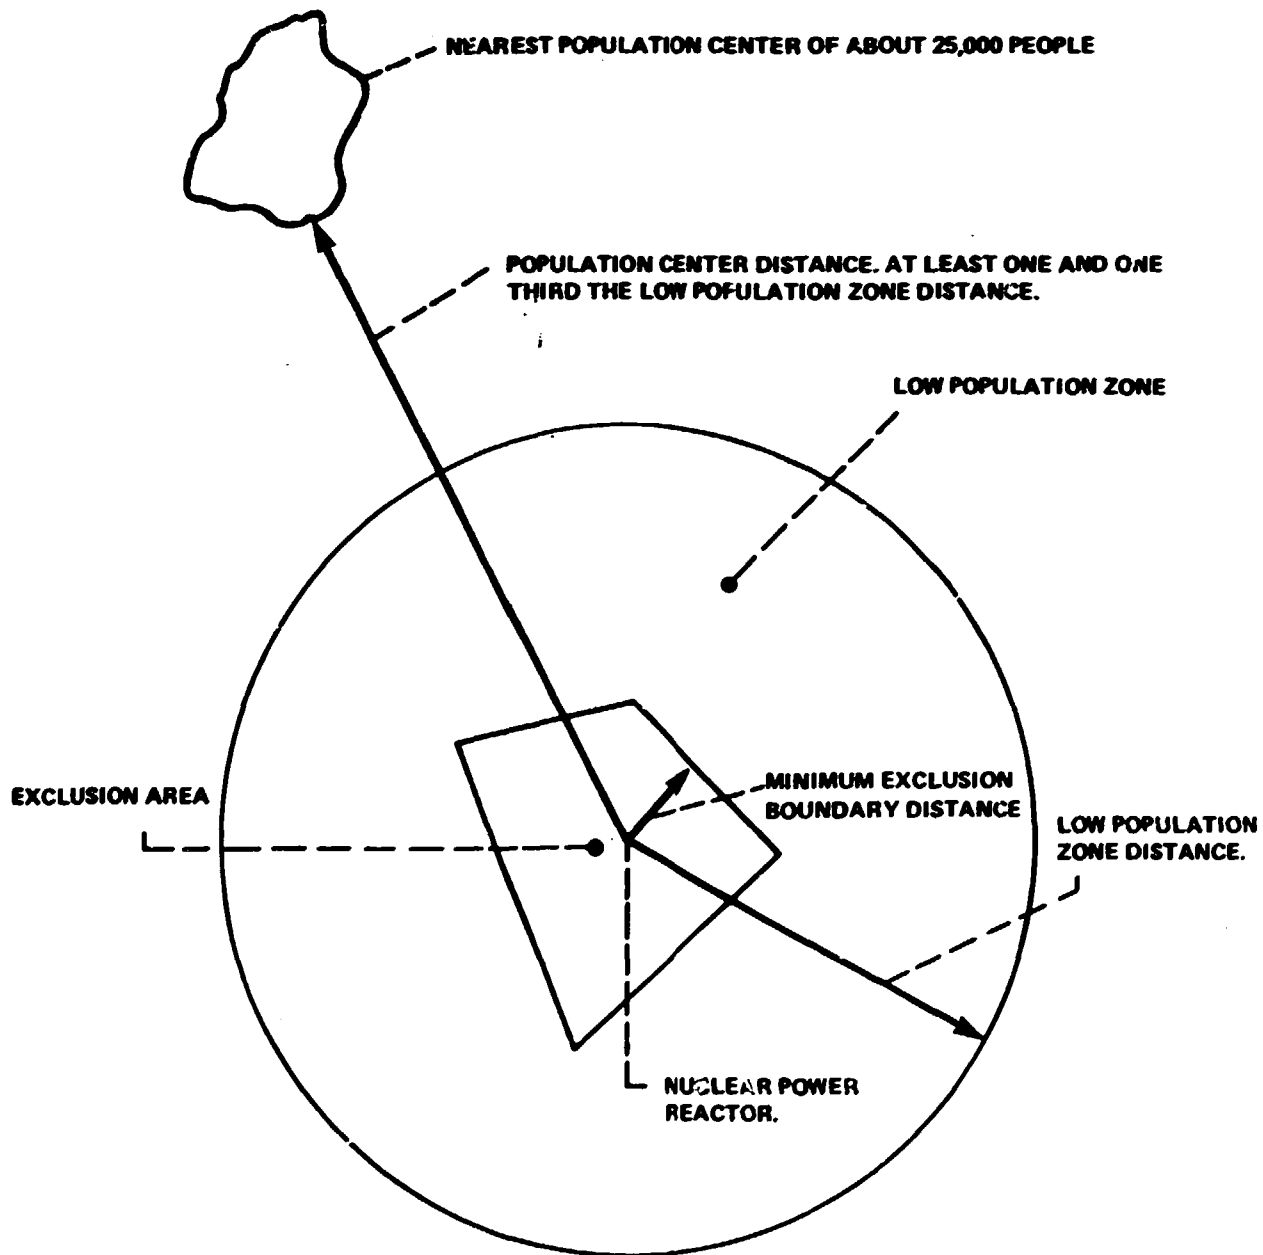 NEAREST POPULATION CENTER OF ABOUT 25,000 PEOPLE
POPULATION CENTER DISTANCE. AT LEAST ONE AND ONE
THIRD THE LOW POPULATION ZONE DISTANCE.
LOW POPULATION ZONE
EXCLUSION AREA
MINIMUM EXCLUSION
BOUNDARY DISTANCE
LOW POPULATION
ZONE DISTANCE.
NUCLEAR POWER
REACTOR.